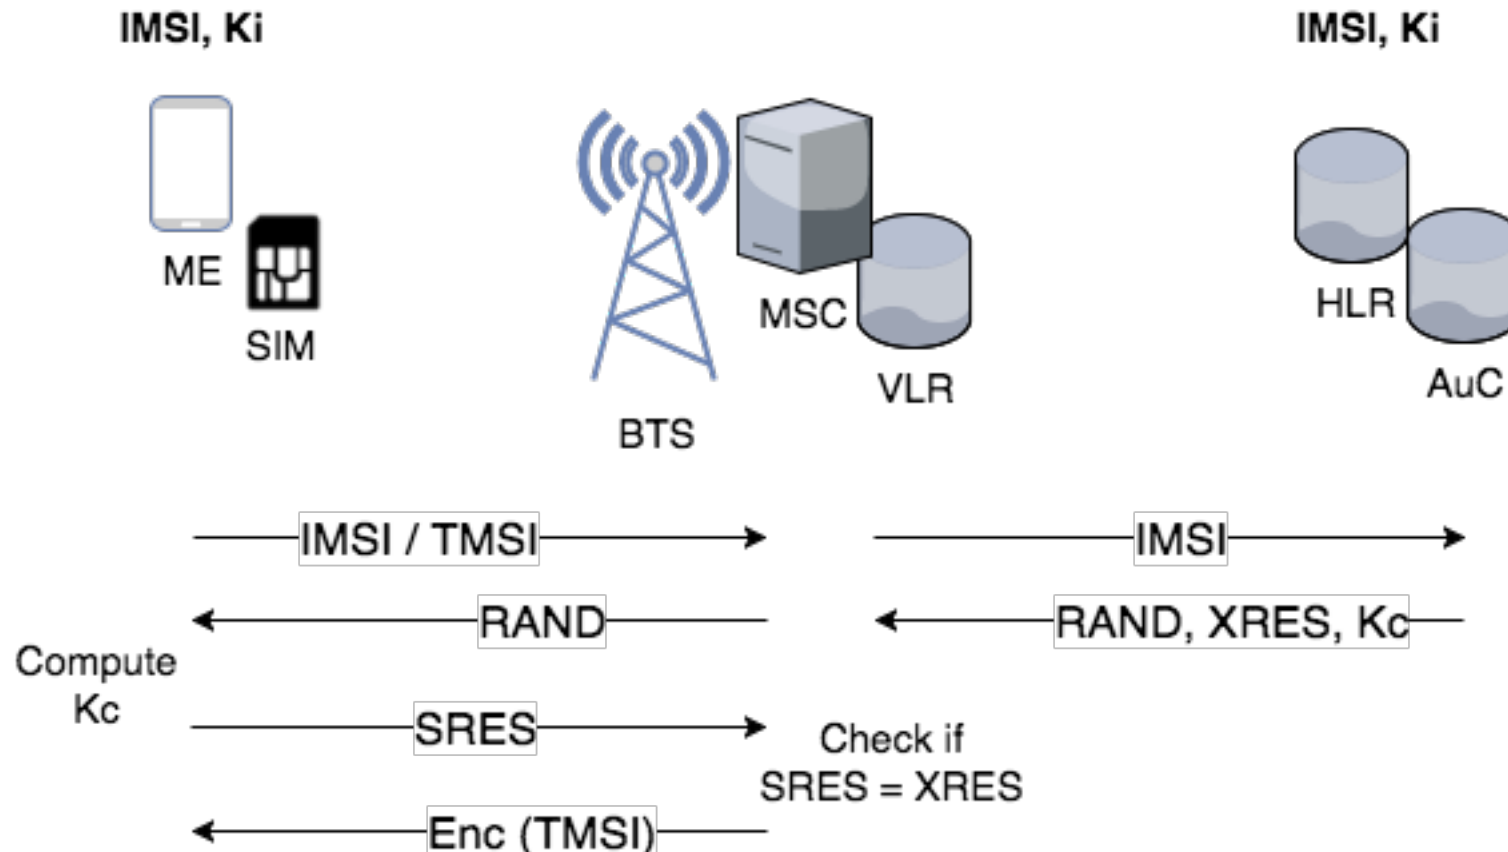 IMSI, Ki
IMSI, Ki
ME
SIM
BTS
MSC
VLR
HLR
AuC
IMSI / TMSI
IMSI
RAND
RAND, XRES, Kc
Compute
Kc
SRES
Check if
SRES = XRES
Enc (TMSI)